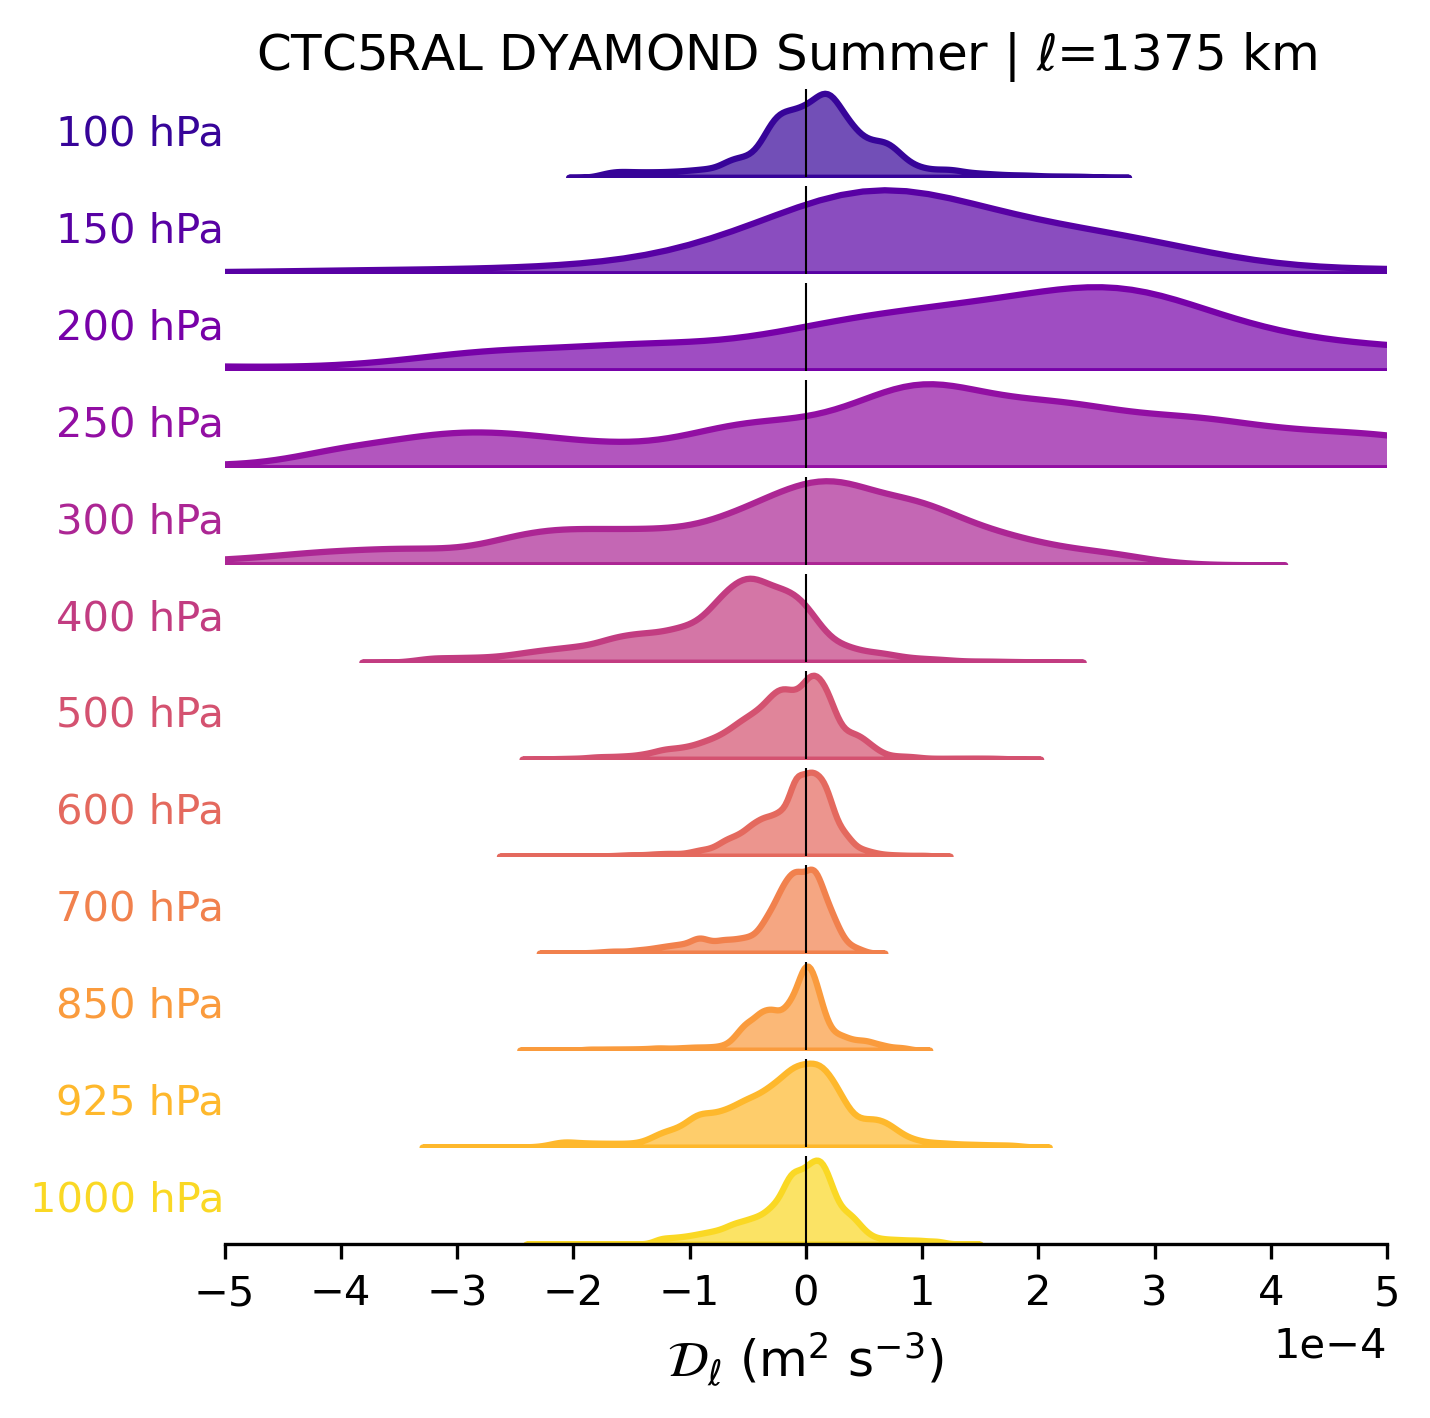 CTC5RAL DYAMOND Summer | ℓ=1375 km
100 hPa
150 hPa
200 hPa
250 hPa
300 hPa
400 hPa
500 hPa
600 hPa
700 hPa
850 hPa
925 hPa
1000 hPa
−5 −4 −3 −2 −1 0 1 2 3 4 5
1e−4
𝒟ℓ (m² s⁻³)